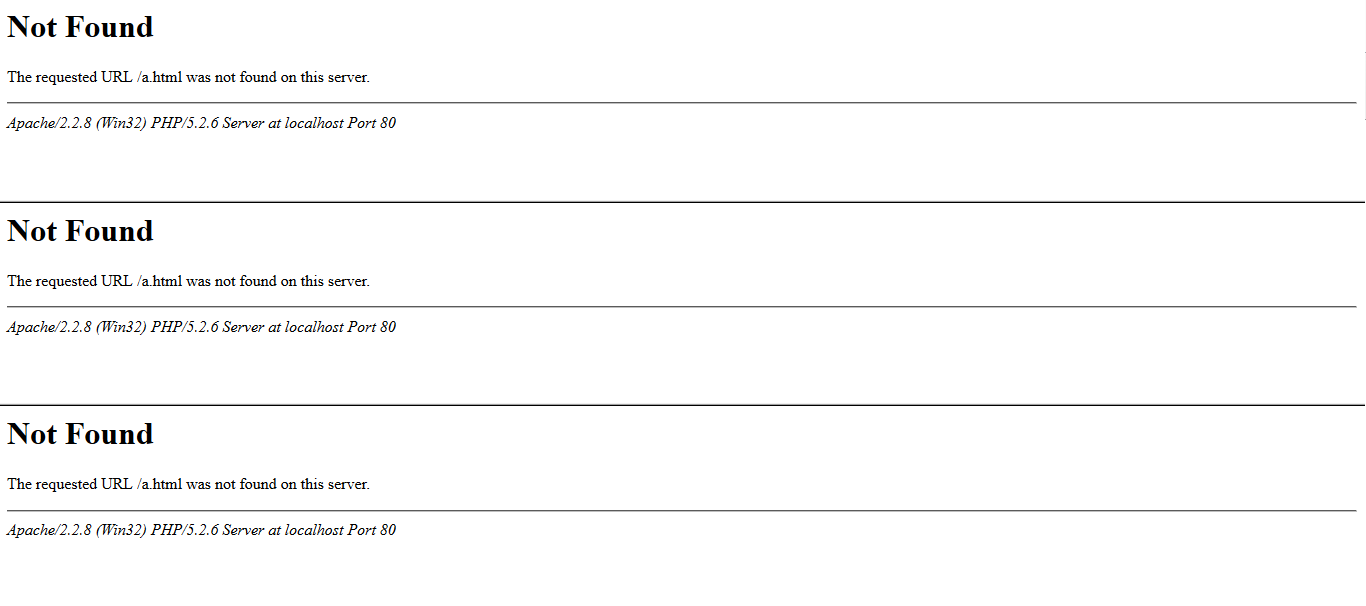 Not Found
The requested URL /a.html was not found on this server.
Apache/2.2.8 (Win32) PHP/5.2.6 Server at localhost Port 80
Not Found
The requested URL /a.html was not found on this server.
Apache/2.2.8 (Win32) PHP/5.2.6 Server at localhost Port 80
Not Found
The requested URL /a.html was not found on this server.
Apache/2.2.8 (Win32) PHP/5.2.6 Server at localhost Port 80